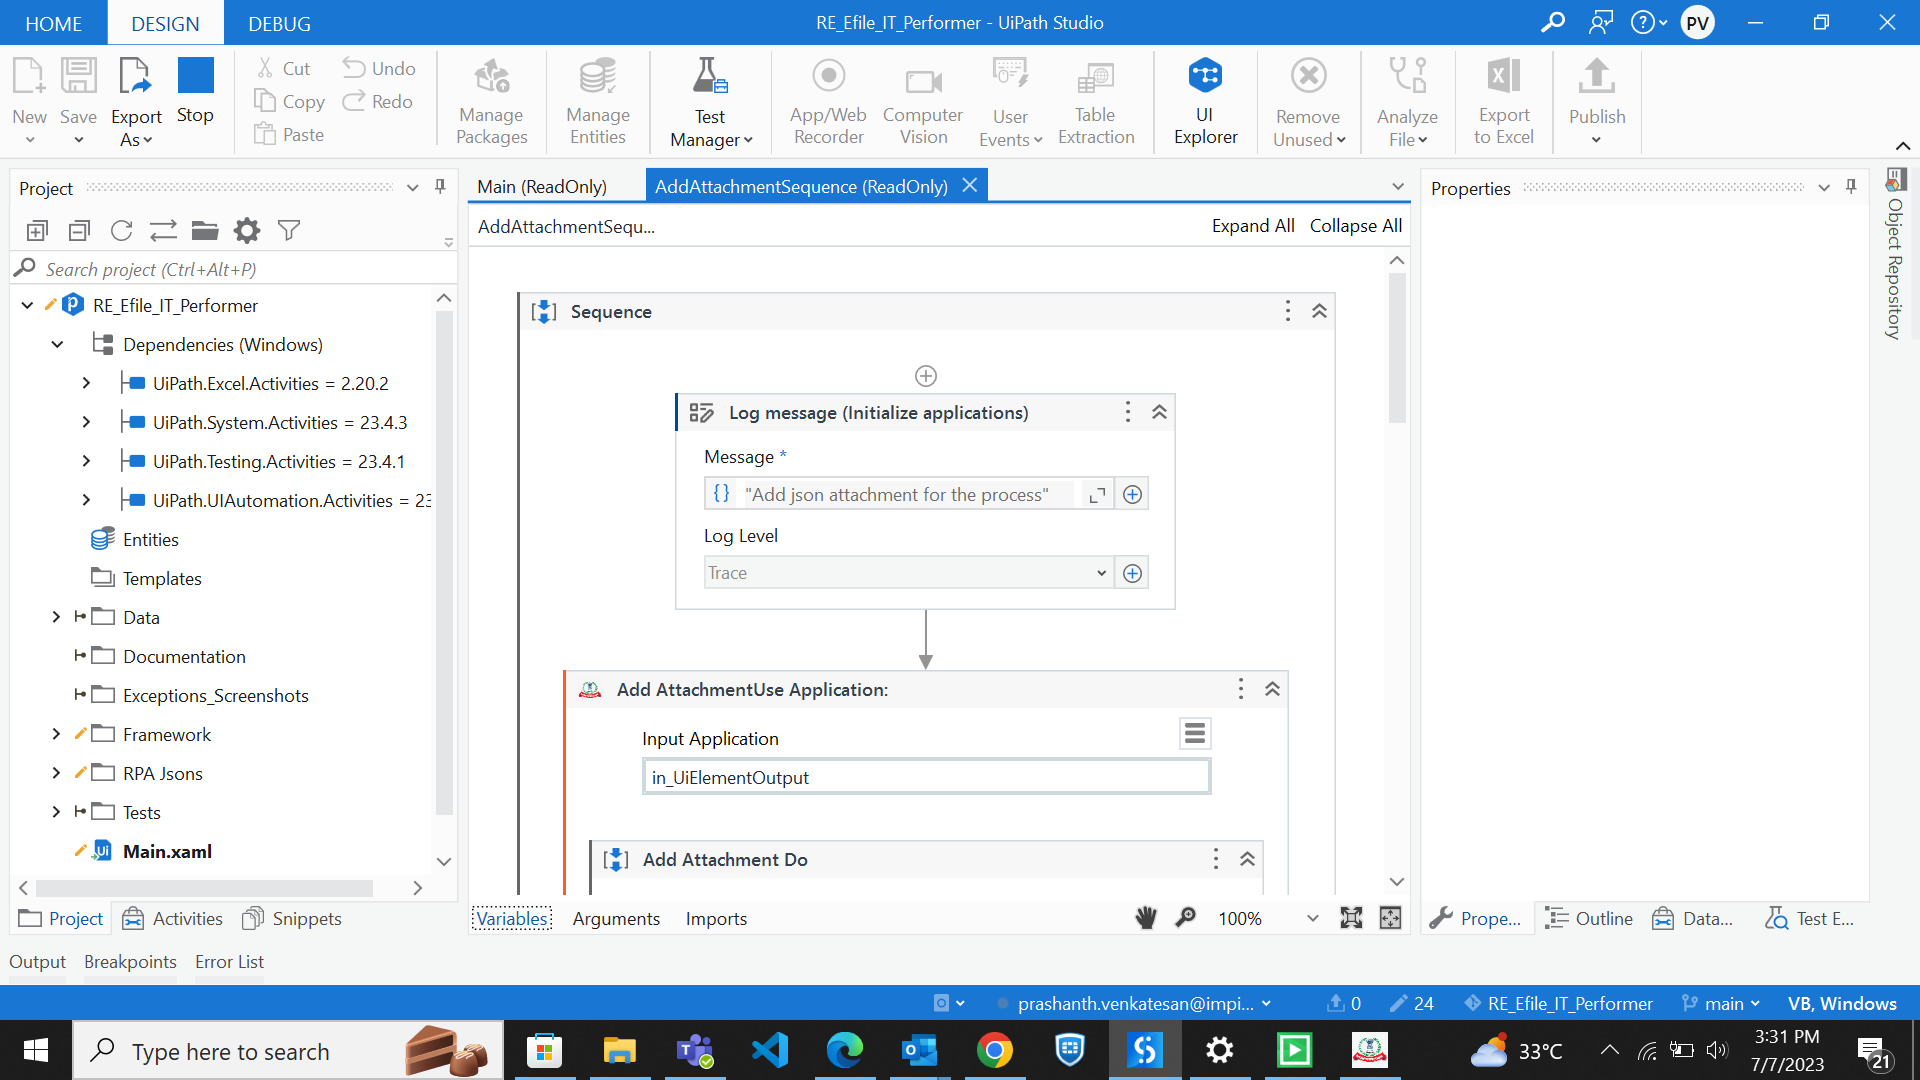 HOME DESIGN DEBUG RE_Efile_IT_Performer - UiPath Studio PV
New Save Export As Stop
Cut Undo
Copy Redo
Paste
Manage Packages
Manage Entities
Test Manager
App/Web Recorder
Computer Vision
User Events
Table Extraction
UI Explorer
Remove Unused
Analyze File
Export to Excel
Publish
Project
Search project (Ctrl+Alt+P)
RE_Efile_IT_Performer
Dependencies (Windows)
UiPath.Excel.Activities = 2.20.2
UiPath.System.Activities = 23.4.3
UiPath.Testing.Activities = 23.4.1
UiPath.UIAutomation.Activities = 23
Entities
Templates
Data
Documentation
Exceptions_Screenshots
Framework
RPA Jsons
Tests
Main.xaml
Project Activities Snippets
Main (ReadOnly) AddAttachmentSequence (ReadOnly)
AddAttachmentSequ... Expand All Collapse All
Sequence
Log message (Initialize applications)
Message *
{} "Add json attachment for the process"
Log Level
Trace
Add AttachmentUse Application:
Input Application
in_UiElementOutput
Add Attachment Do
Variables Arguments Imports 100%
Properties
Object Repository
Prope... Outline Data... Test E...
Output Breakpoints Error List
prashanth.venkatesan@impi... 0 24 RE_Efile_IT_Performer main VB, Windows
Type here to search
33°C
3:31 PM
7/7/2023
21